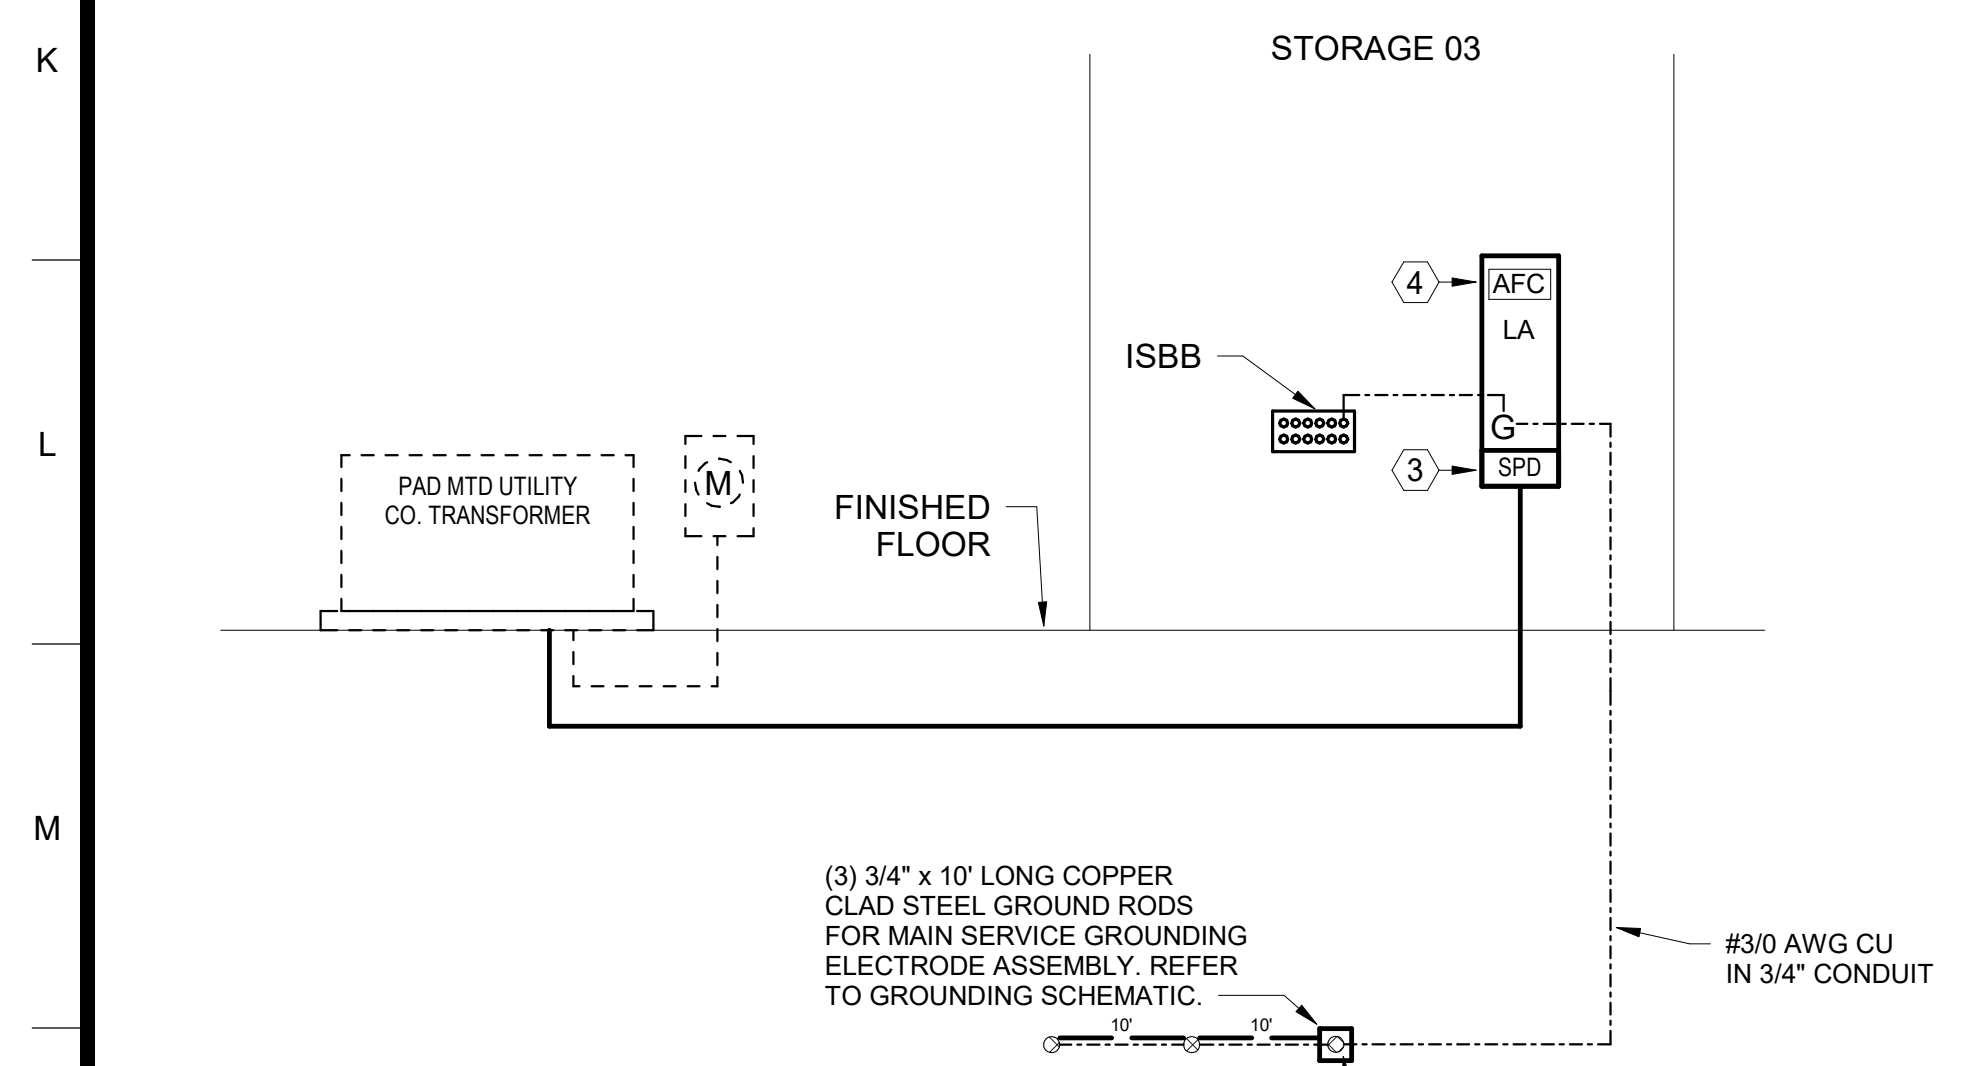 K
STORAGE 03
4
AFC
LA
ISBB
G
L
3
SPD
PAD MTD UTILITY
CO. TRANSFORMER
M
FINISHED
FLOOR
M
(3) 3/4" x 10' LONG COPPER
CLAD STEEL GROUND RODS
FOR MAIN SERVICE GROUNDING
ELECTRODE ASSEMBLY. REFER
TO GROUNDING SCHEMATIC.
#3/0 AWG CU
IN 3/4" CONDUIT
10'
10'